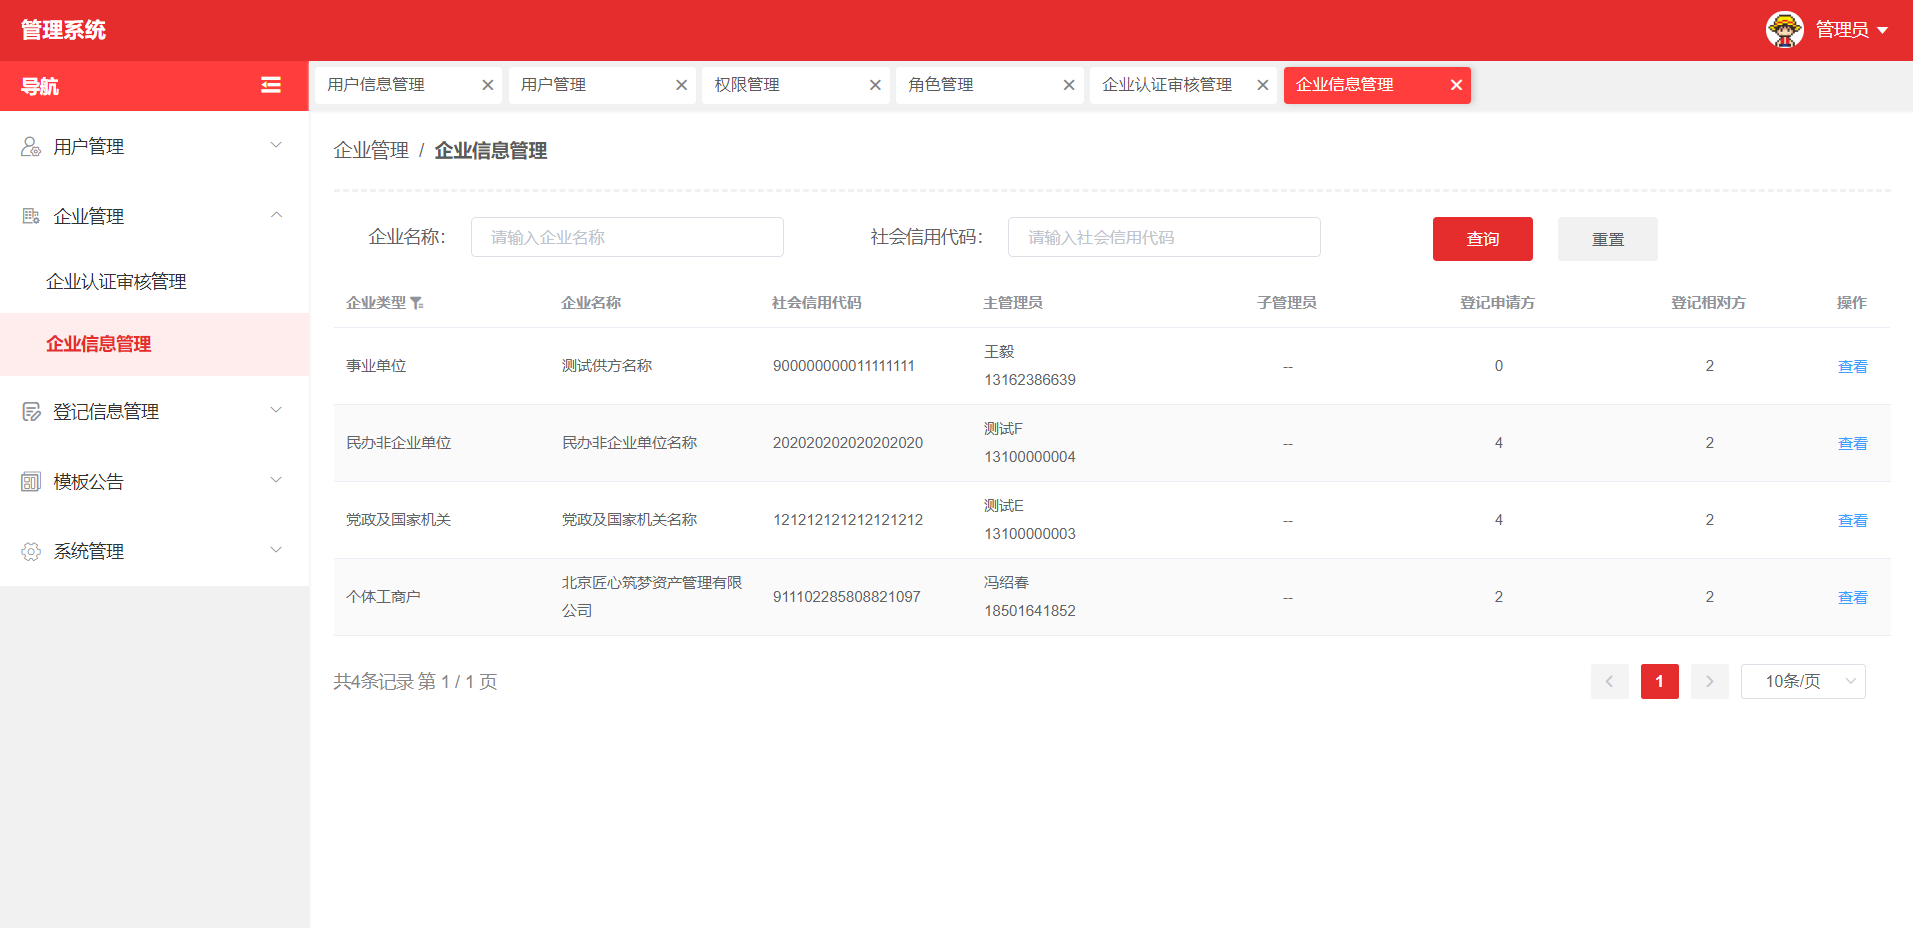 管理系统
管理员
导航
用户信息管理
用户管理
权限管理
角色管理
企业认证审核管理
企业信息管理
用户管理
企业管理
企业认证审核管理
企业信息管理
登记信息管理
模板公告
系统管理
企业管理 / 企业信息管理
企业名称: 请输入企业名称 社会信用代码: 请输入社会信用代码 查询 重置
企业类型 企业名称 社会信用代码 主管理员 子管理员 登记申请方 登记相对方 操作
事业单位 测试供方名称 900000000011111111 王毅 13162386639 -- 0 2 查看
民办非企业单位 民办非企业单位名称 202020202020202020 测试F 13100000004 -- 4 2 查看
党政及国家机关 党政及国家机关名称 121212121212121212 测试E 13100000003 -- 4 2 查看
个体工商户 北京匠心筑梦资产管理有限公司 911102285808821097 冯绍春 18501641852 -- 2 2 查看
共4条记录 第 1 / 1 页
1
10条/页